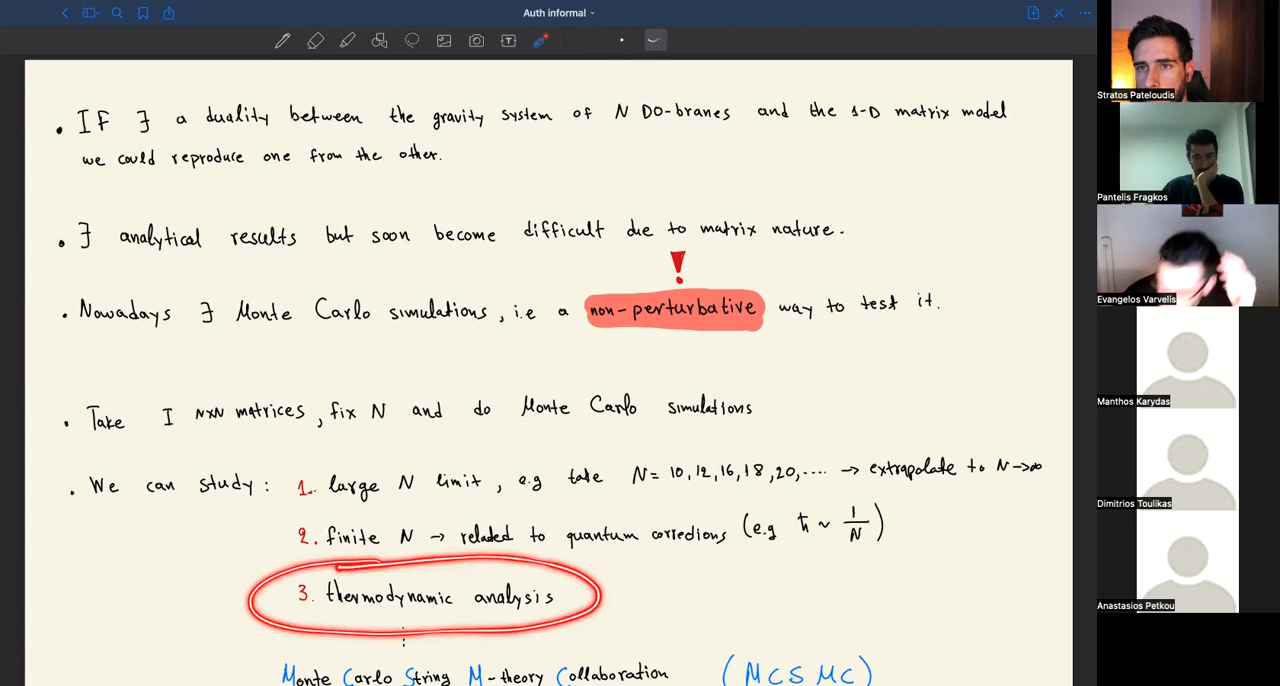 Auth informal
• IF ∃ a duality between the gravity system of N D0-branes and the 1-D matrix model
we could reproduce one from the other.
• ∃ analytical results but soon become difficult due to matrix nature.
!
• Nowadays ∃ Monte Carlo simulations, i.e a non-perturbative way to test it.
• Take I N×N matrices, fix N and do Monte Carlo simulations
• We can study: 1. large N limit, e.g take N = 10, 12, 16, 18, 20, .... → extrapolate to N → ∞
2. finite N → related to quantum corrections (e.g ħ ~ 1/N)
3. thermodynamic analysis
⋮
Monte Carlo String M-theory Collaboration (MCSMC)
Stratos Pateloudis
Pantelis Fragkos
Evangelos Varvelis
Manthos Karydas
Dimitrios Toulikas
Anastasios Petkou